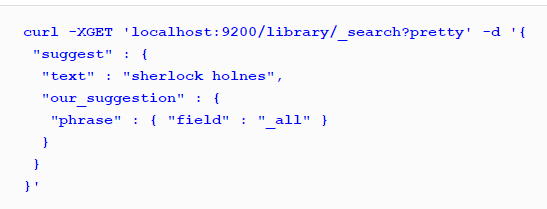 curl -XGET 'localhost:9200/library/_search?pretty' -d '{
"suggest" : {
"text" : "sherlock holnes",
"our_suggestion" : {
"phrase" : { "field" : "_all" }
}
}
}'